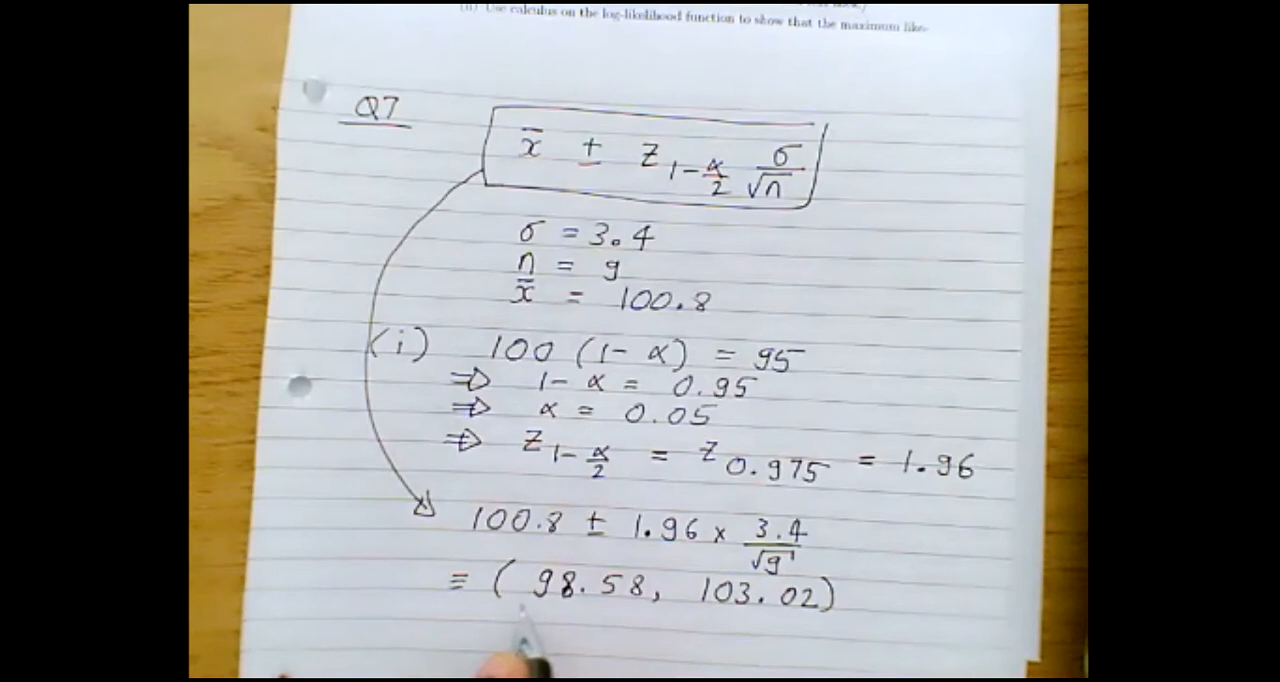 (ii) Use calculus on the log-likelihood function to show that the maximum like-
Q7
x̄ ± z_{1-α/2} σ/√n
σ = 3.4
n = 9
x̄ = 100.8
(i) 100 (1 - α) = 95
⇒ 1 - α = 0.95
⇒ α = 0.05
⇒ z_{1-α/2} = z_{0.975} = 1.96
100.8 ± 1.96 × 3.4/√9
≡ ( 98.58, 103.02)